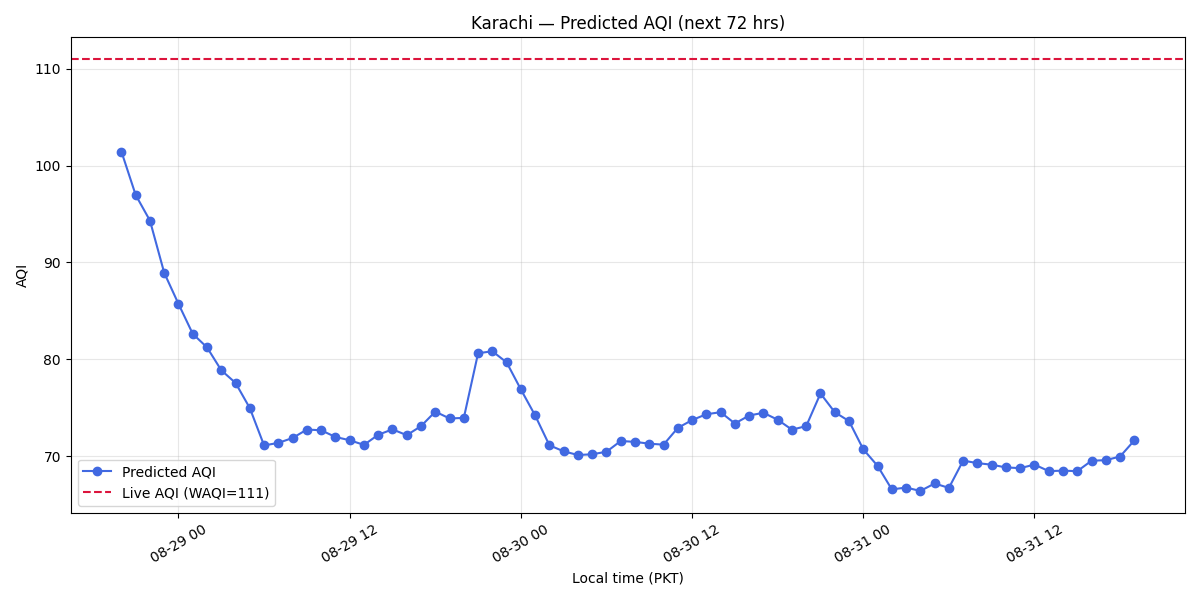 Karachi — Predicted AQI (next 72 hrs)
AQI
110
100
90
80
70
Predicted AQI
Live AQI (WAQI=111)
08-29 00
08-29 12
08-30 00
08-30 12
08-31 00
08-31 12
Local time (PKT)